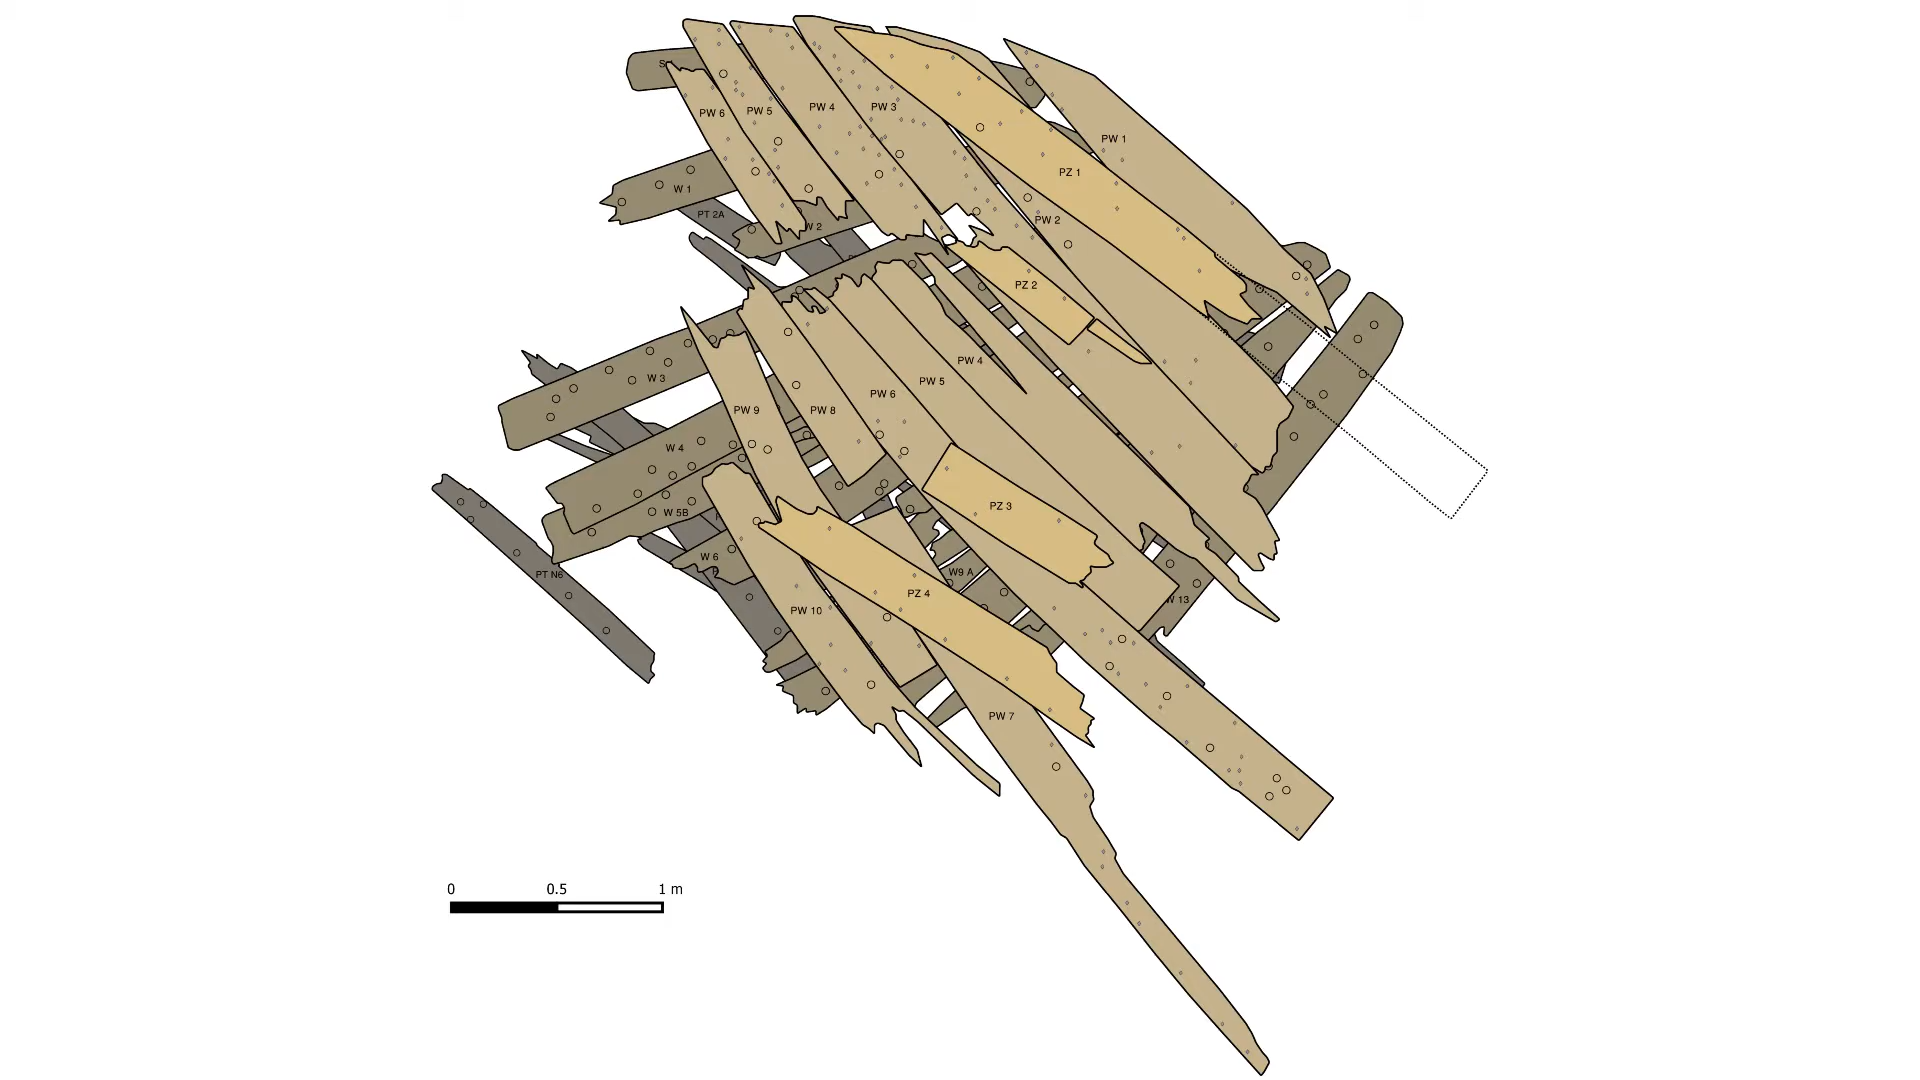 S
PW 6
PW 5
PW 4
PW 3
PW 1
PZ 1
W 1
PT 2A
W 2
PW 2
PZ 2
PW 4
W 3
PW 5
PW 6
PW 9
PW 8
W 4
PZ 3
W 5B
W 6
W9 A
PT N6
PZ 4
W 13
PW 10
PW 7
0 0.5 1 m